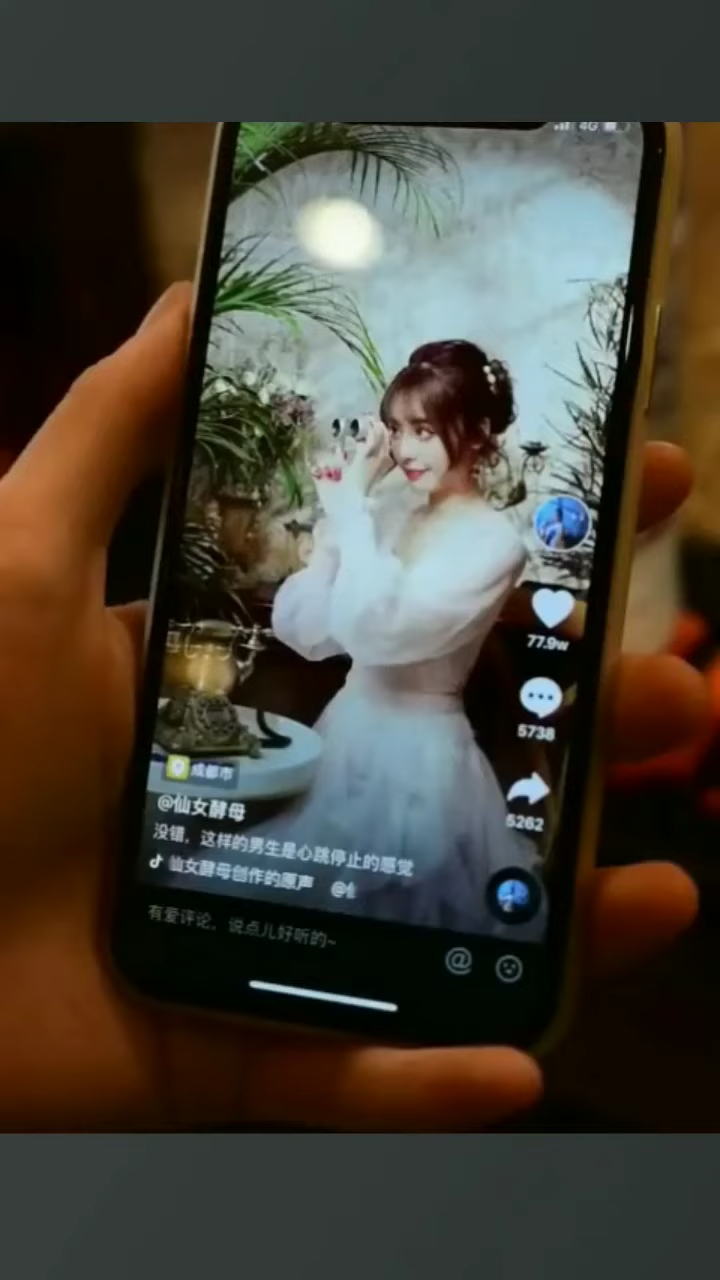 4G
77.9w
5738
5262
成都市
@仙女酵母
没错，这样的男生是心跳停止的感觉
仙女酵母创作的原声 @仙
有爱评论，说点儿好听的~
@